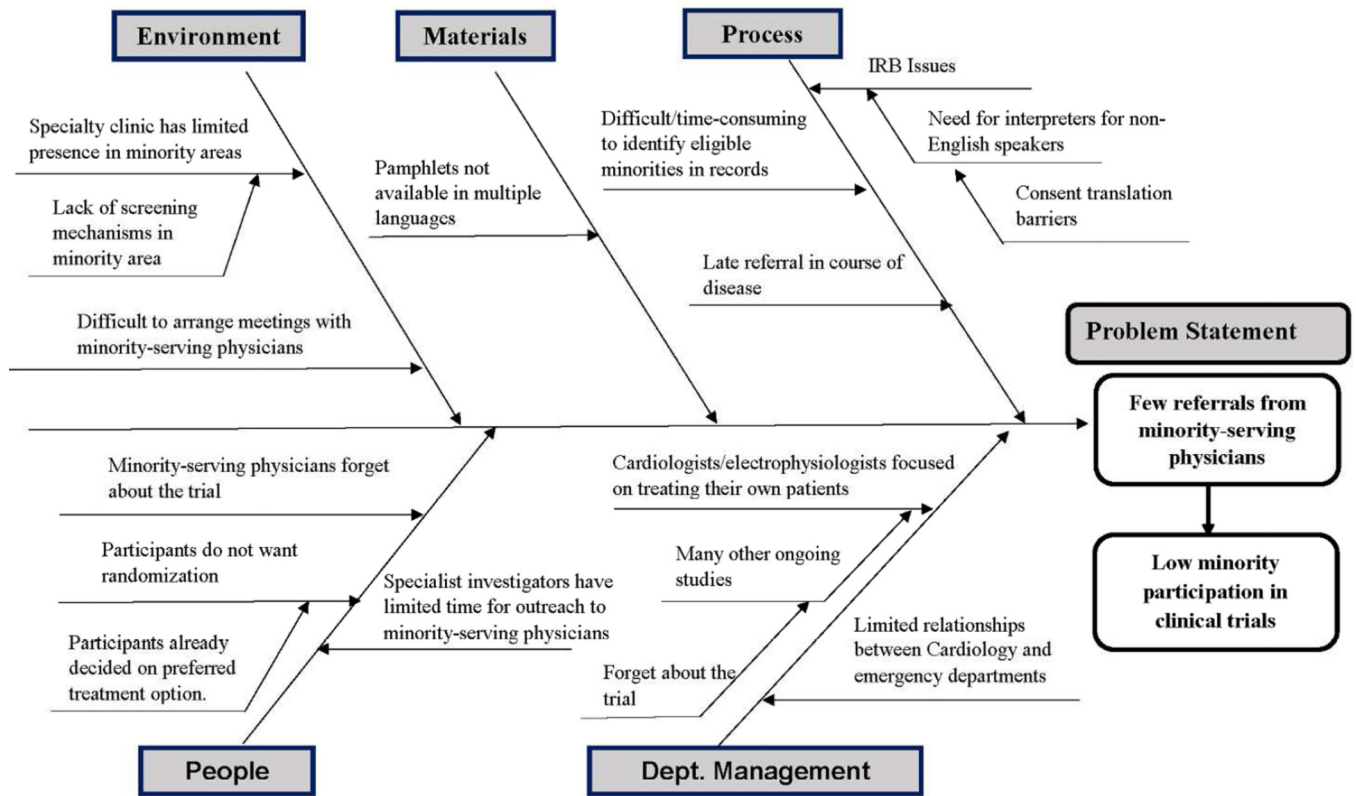 Environment
Materials
Process
IRB Issues
Specialty clinic has limited
presence in minority areas
Difficult/time-consuming
to identify eligible
minorities in records
Need for interpreters for non-
English speakers
Pamphlets not
available in multiple
languages
Consent translation
barriers
Lack of screening
mechanisms in
minority area
Late referral in course of
disease
Difficult to arrange meetings with
minority-serving physicians
Problem Statement
Few referrals from
minority-serving
physicians
Minority-serving physicians forget
about the trial
Cardiologists/electrophysiologists focused
on treating their own patients
Participants do not want
randomization
Many other ongoing
studies
Low minority
participation in
clinical trials
Specialist investigators have
limited time for outreach to
minority-serving physicians
Participants already
decided on preferred
treatment option.
Limited relationships
between Cardiology and
emergency departments
Forget about the
trial
People
Dept. Management